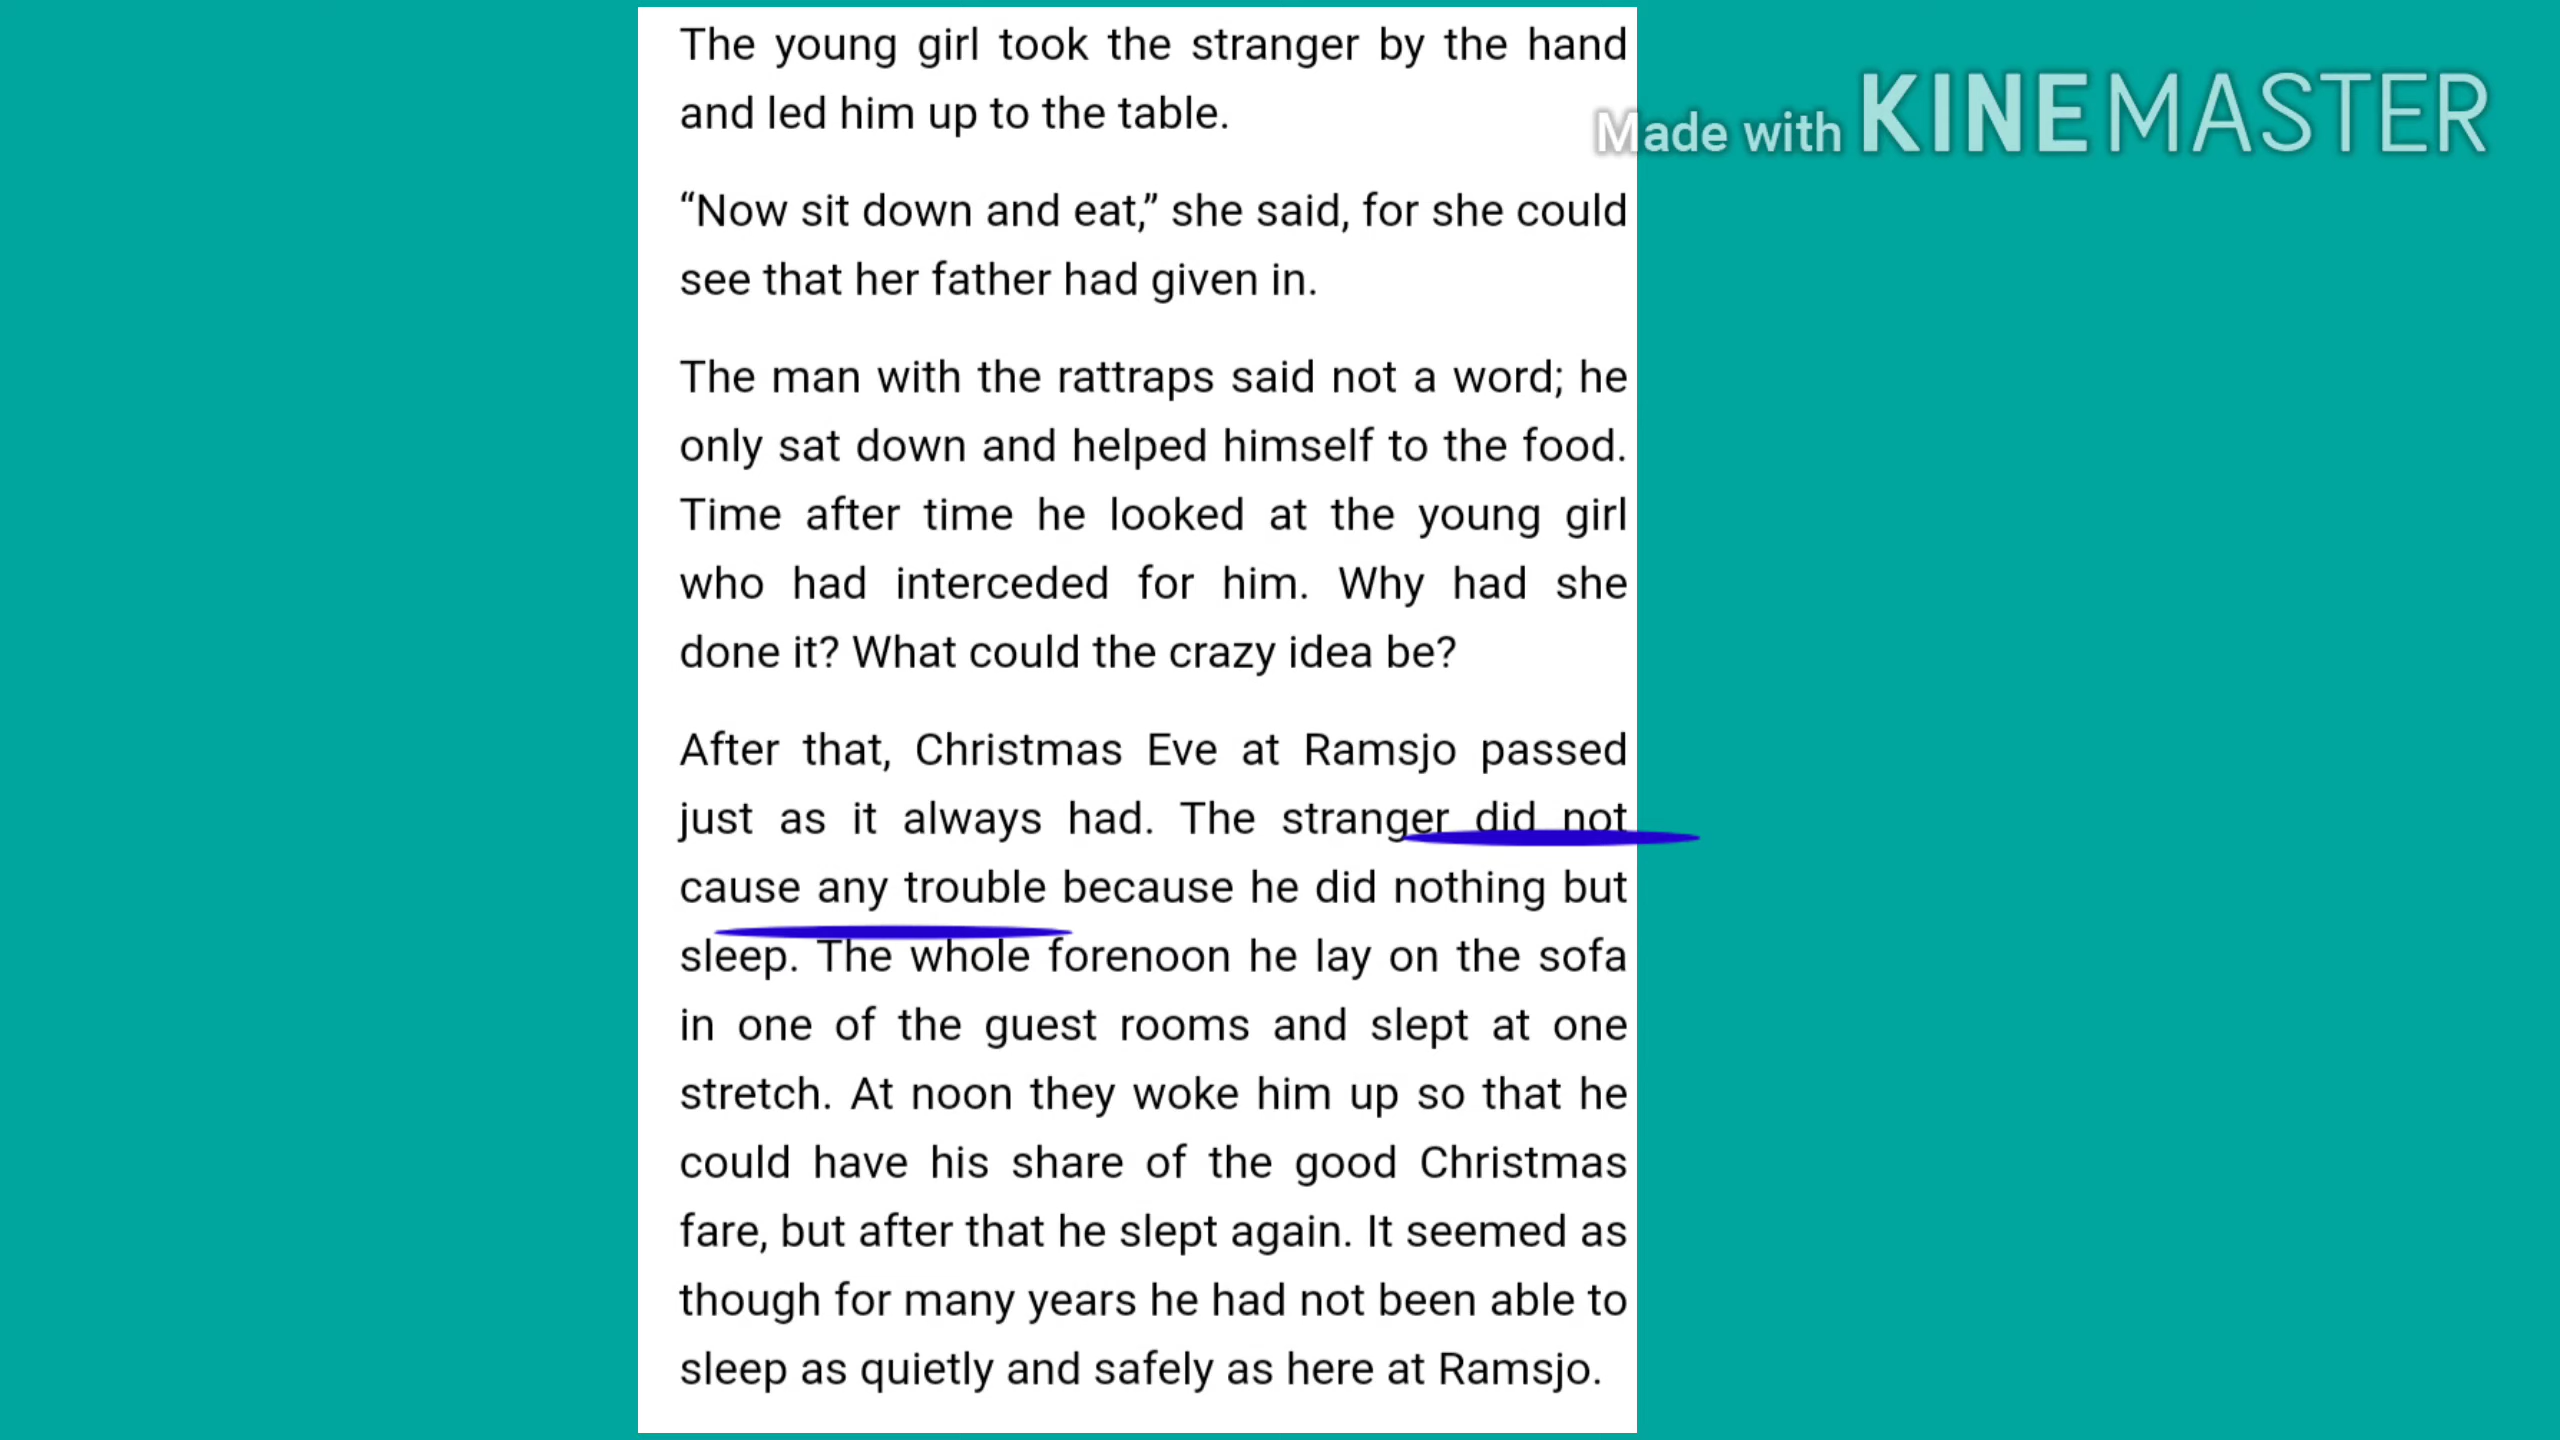 The young girl took the stranger by the hand
and led him up to the table.
Made with KINEMASTER
“Now sit down and eat,” she said, for she could
see that her father had given in.
The man with the rattraps said not a word; he
only sat down and helped himself to the food.
Time after time he looked at the young girl
who had interceded for him. Why had she
done it? What could the crazy idea be?
After that, Christmas Eve at Ramsjo passed
just as it always had. The stranger did not
cause any trouble because he did nothing but
sleep. The whole forenoon he lay on the sofa
in one of the guest rooms and slept at one
stretch. At noon they woke him up so that he
could have his share of the good Christmas
fare, but after that he slept again. It seemed as
though for many years he had not been able to
sleep as quietly and safely as here at Ramsjo.